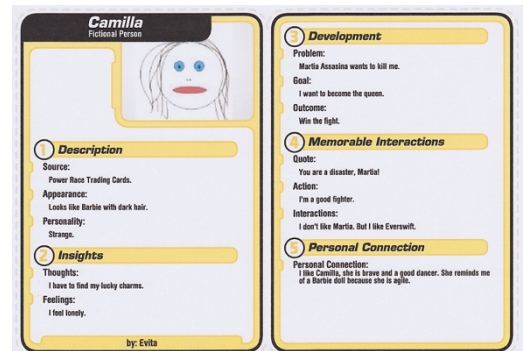 Camilla
Fictional Person
1 Description
Source:
Power Race Trading Cards.
Appearance:
Looks like Barbie with dark hair.
Personality:
Strange.
2 Insights
Thoughts:
I have to find my lucky charms.
Feelings:
I feel lonely.
by: Evita
3 Development
Problem:
Martia Assasina wants to kill me.
Goal:
I want to become the queen.
Outcome:
Win the fight.
4 Memorable Interactions
Quote:
You are a disaster, Martia!
Action:
I'm a good fighter.
Interactions:
I don't like Martia. But I like Everswift.
5 Personal Connection
Personal Connection:
I like Camilla, she is brave and a good dancer. She reminds me
of a Barbie doll because she is agile.